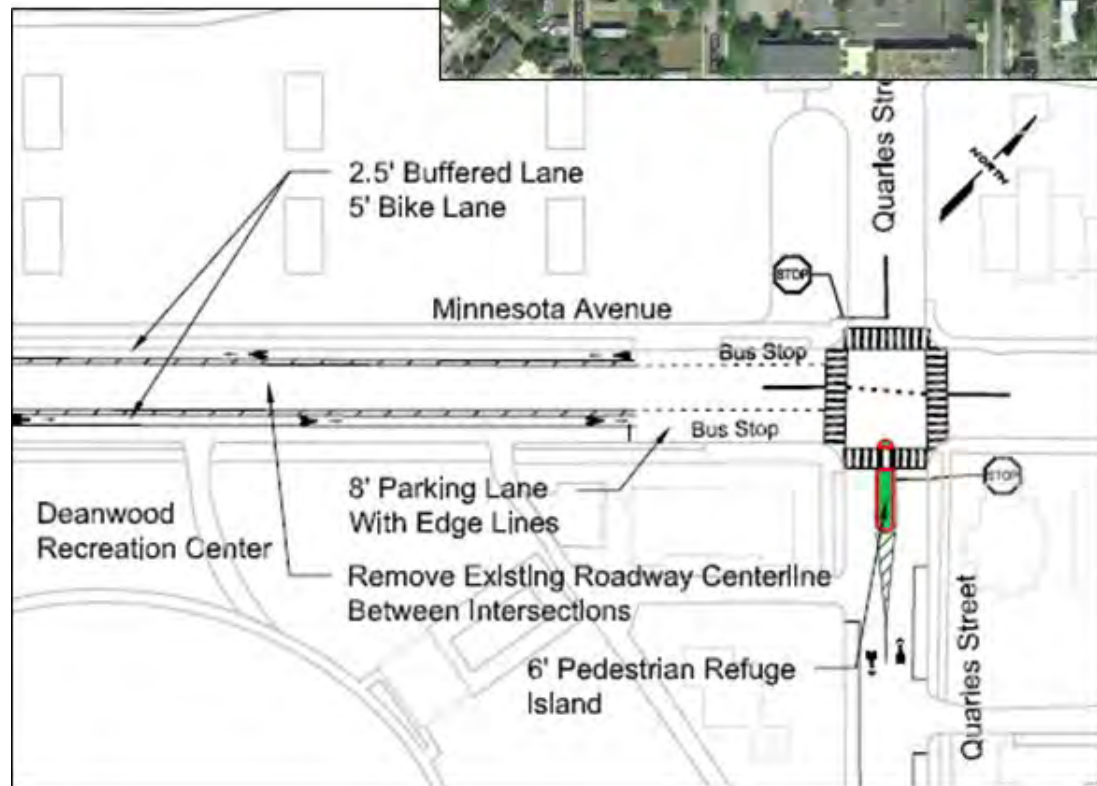 Quarles Stre
NORTH
2.5' Buffered Lane
5' Bike Lane
STOP
Minnesota Avenue
Bus Stop
Bus Stop
STOP
8' Parking Lane
With Edge Lines
Deanwood
Recreation Center
Remove Existing Roadway Centerline
Between Intersections
6' Pedestrian Refuge
Island
Quarles Street